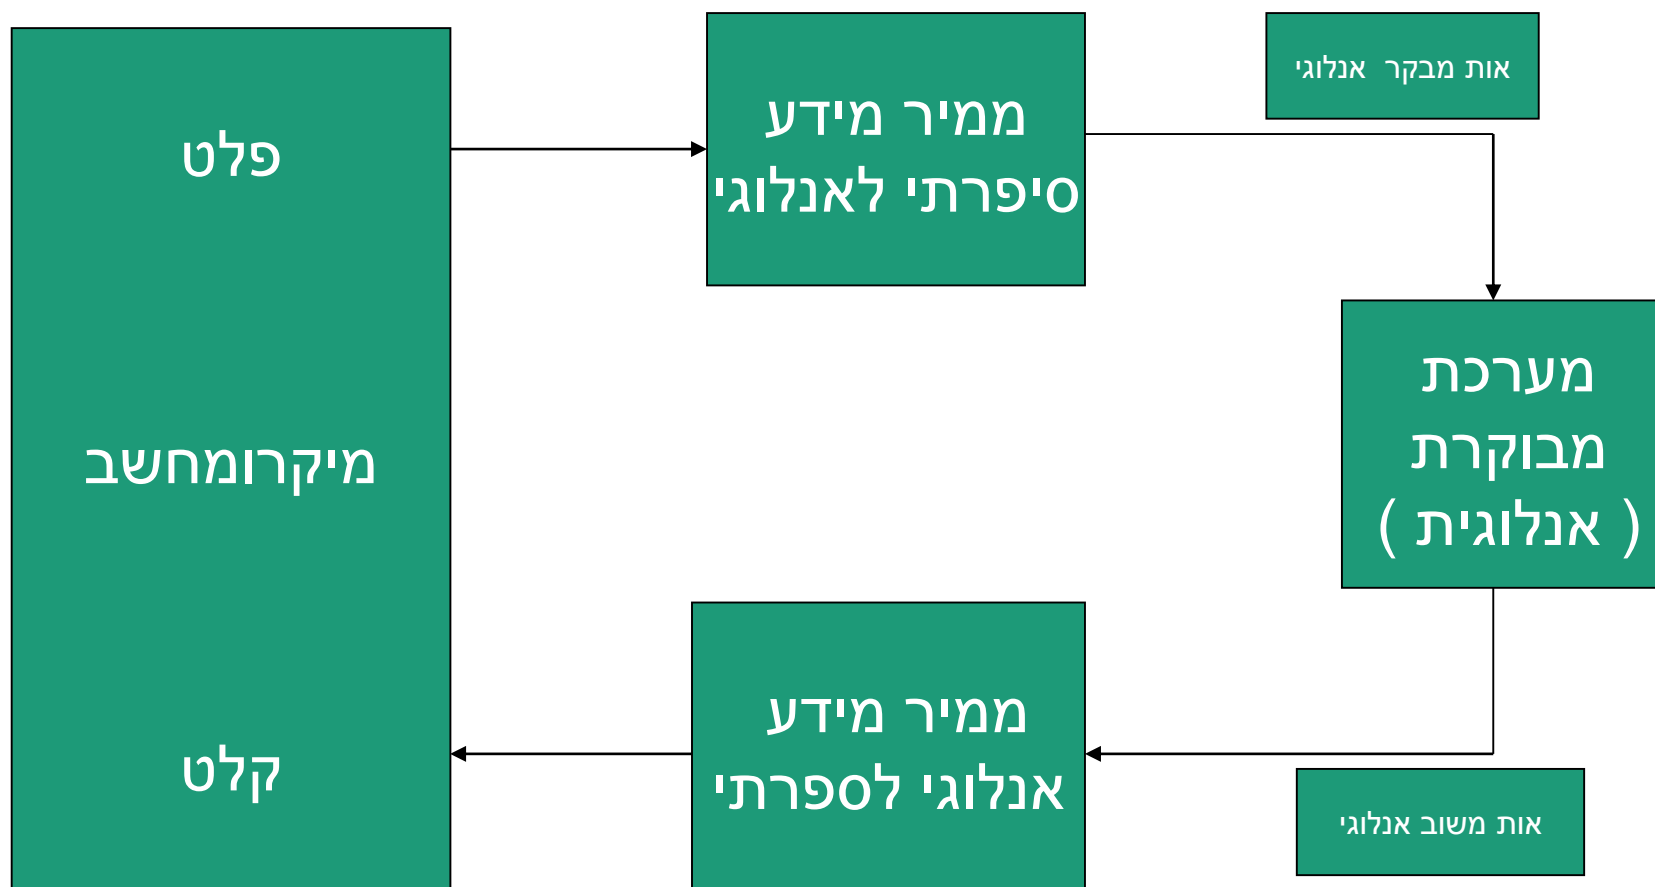 פלט
מיקרומחשב
קלט
ממיר מידע
סיפרתי לאנלוגי
אות מבקר אנלוגי
מערכת
מבוקרת
( אנלוגית )
ממיר מידע
אנלוגי לספרתי
אות משוב אנלוגי